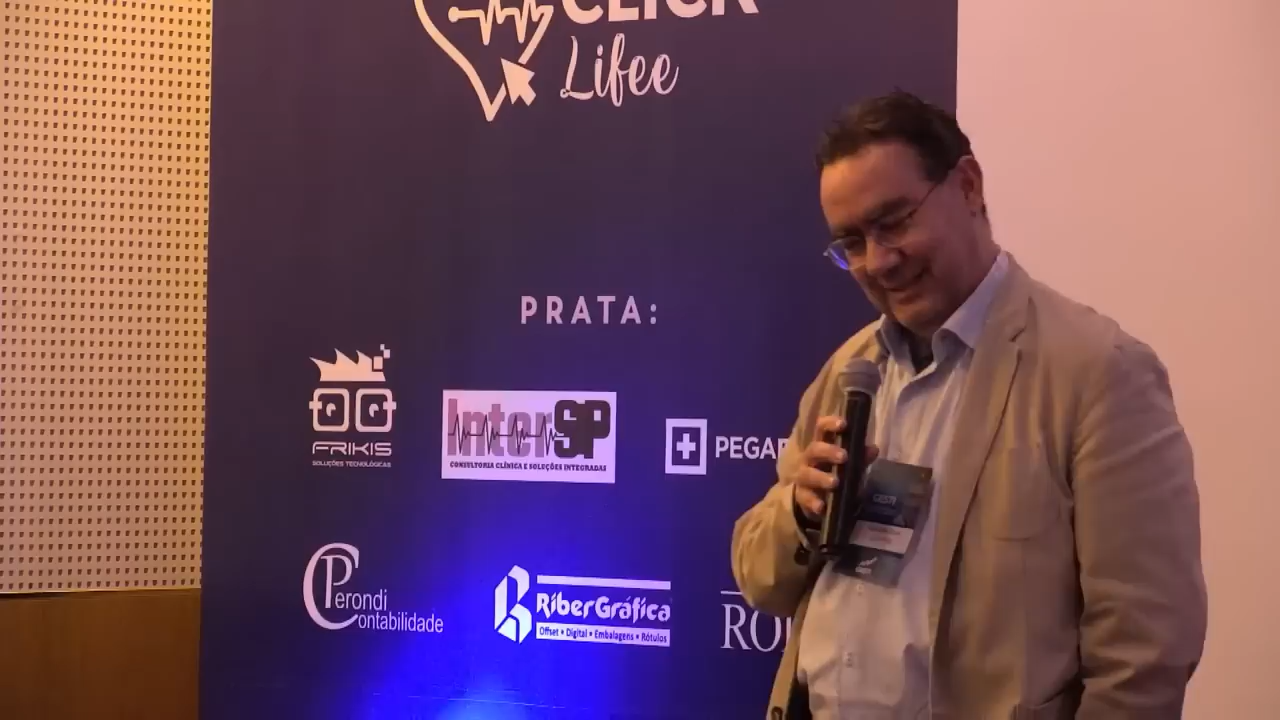 CLICK
Lifee
PRATA:
FRIKIS
SOLUÇÕES TECNOLÓGICAS
InterSP
CONSULTORIA CLÍNICA E SOLUÇÕES INTEGRADAS
PEGA
Perondi
Contabilidade
RiberGráfica
Offset • Digital • Embalagens • Rótulos
RO